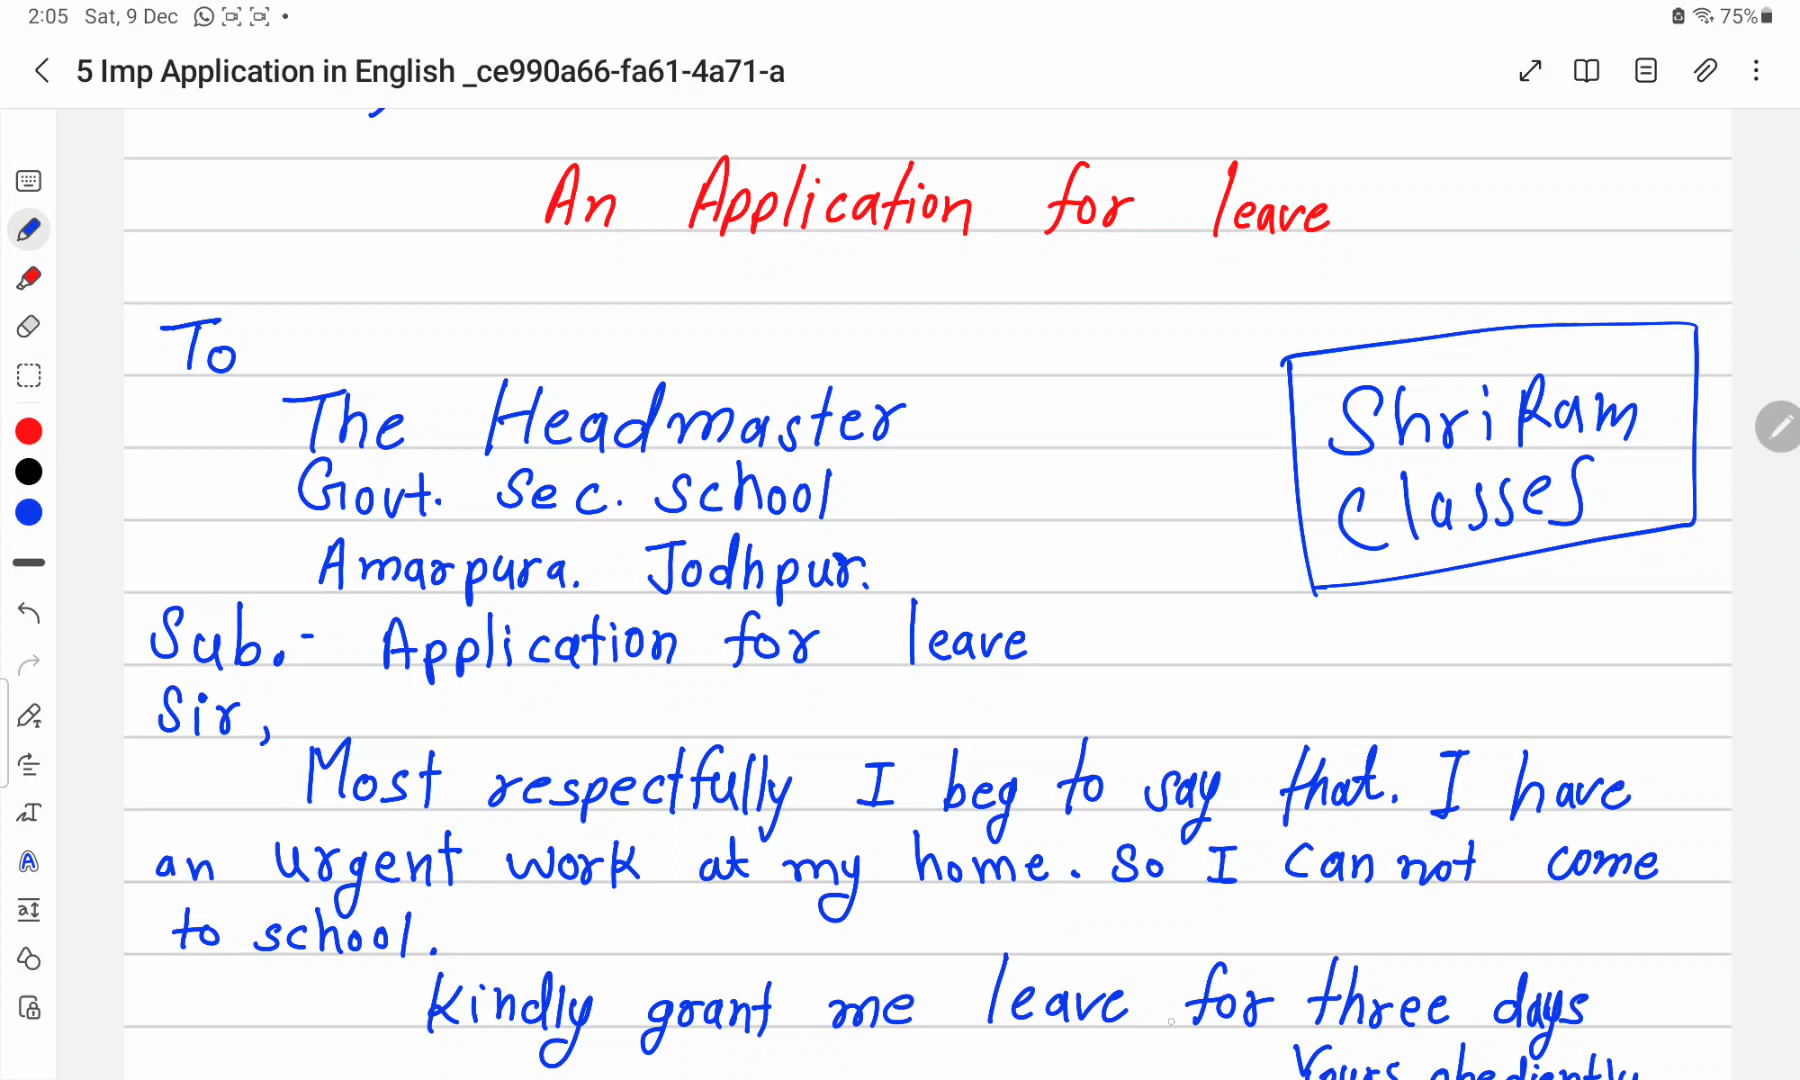 2:05 Sat, 9 Dec
75%
5 Imp Application in English _ce990a66-fa61-4a71-a
An Application for leave
To
The Headmaster
Govt. Sec. School
Amarpura. Jodhpur.
ShriRam
Classes
Sub.- Application for leave
Sir,
Most respectfully I beg to say that. I have
an urgent work at my home. So I can not come
to school.
Kindly grant me leave for three days
Yours obediently